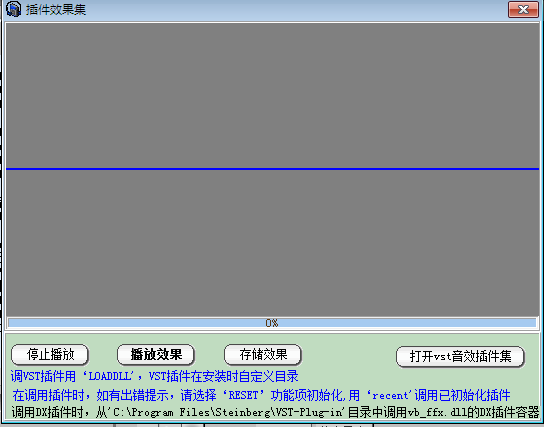 插件效果集
0%
停止播放 播放效果 存储效果 打开vst音效插件集
调VST插件用‘LOADDLL’，VST插件在安装时自定义目录
在调用插件时，如有出错提示，请选择‘RESET’功能项初始化,用‘recent'调用已初始化插件
调用DX插件时，从'C:\Program Files\Steinberg\VST-Plug-in'目录中调用vb_ffx.dll的DX插件容器